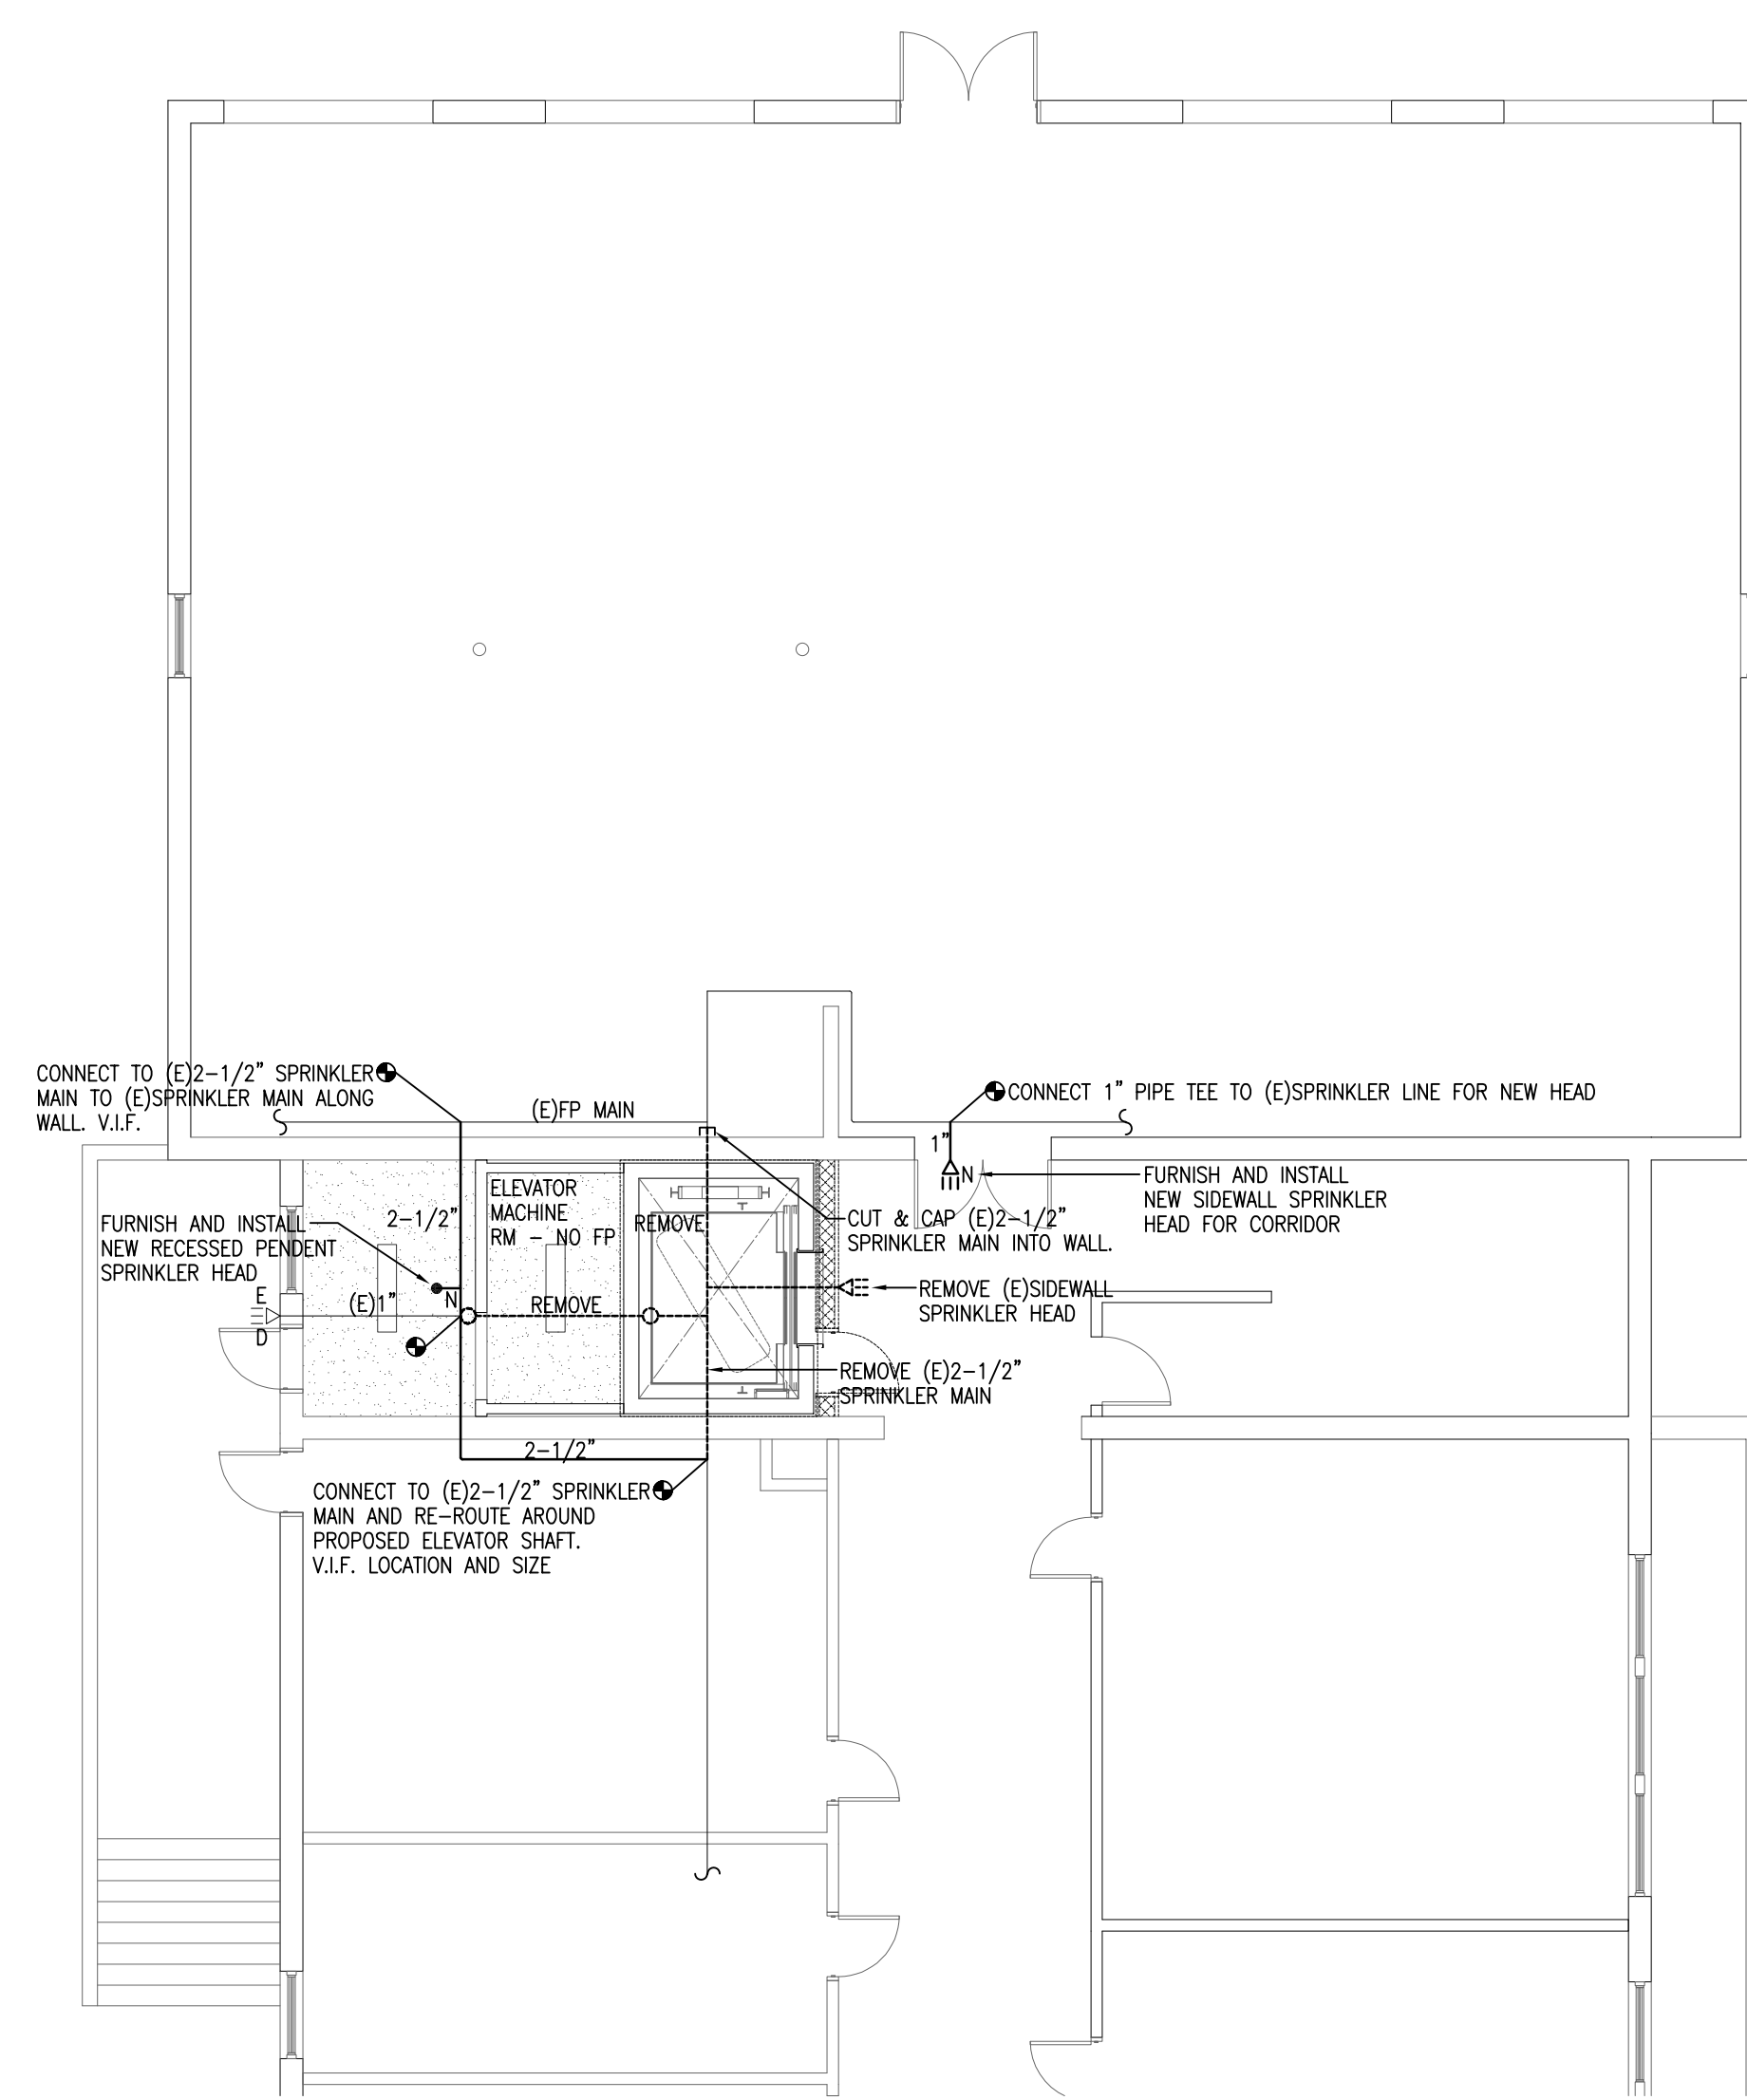 CONNECT TO (E)2-1/2" SPRINKLER
MAIN TO (E)SPRINKLER MAIN ALONG
WALL. V.I.F.
(E)FP MAIN
CONNECT 1" PIPE TEE TO (E)SPRINKLER LINE FOR NEW HEAD
1"
N
FURNISH AND INSTALL
NEW SIDEWALL SPRINKLER
HEAD FOR CORRIDOR
ELEVATOR
MACHINE
RM - NO FP
REMOVE
2-1/2"
FURNISH AND INSTALL
NEW RECESSED PENDENT
SPRINKLER HEAD
CUT & CAP (E)2-1/2"
SPRINKLER MAIN INTO WALL.
E
D
(E)1"
N
REMOVE
REMOVE (E)SIDEWALL
SPRINKLER HEAD
REMOVE (E)2-1/2"
SPRINKLER MAIN
2-1/2"
CONNECT TO (E)2-1/2" SPRINKLER
MAIN AND RE-ROUTE AROUND
PROPOSED ELEVATOR SHAFT.
V.I.F. LOCATION AND SIZE